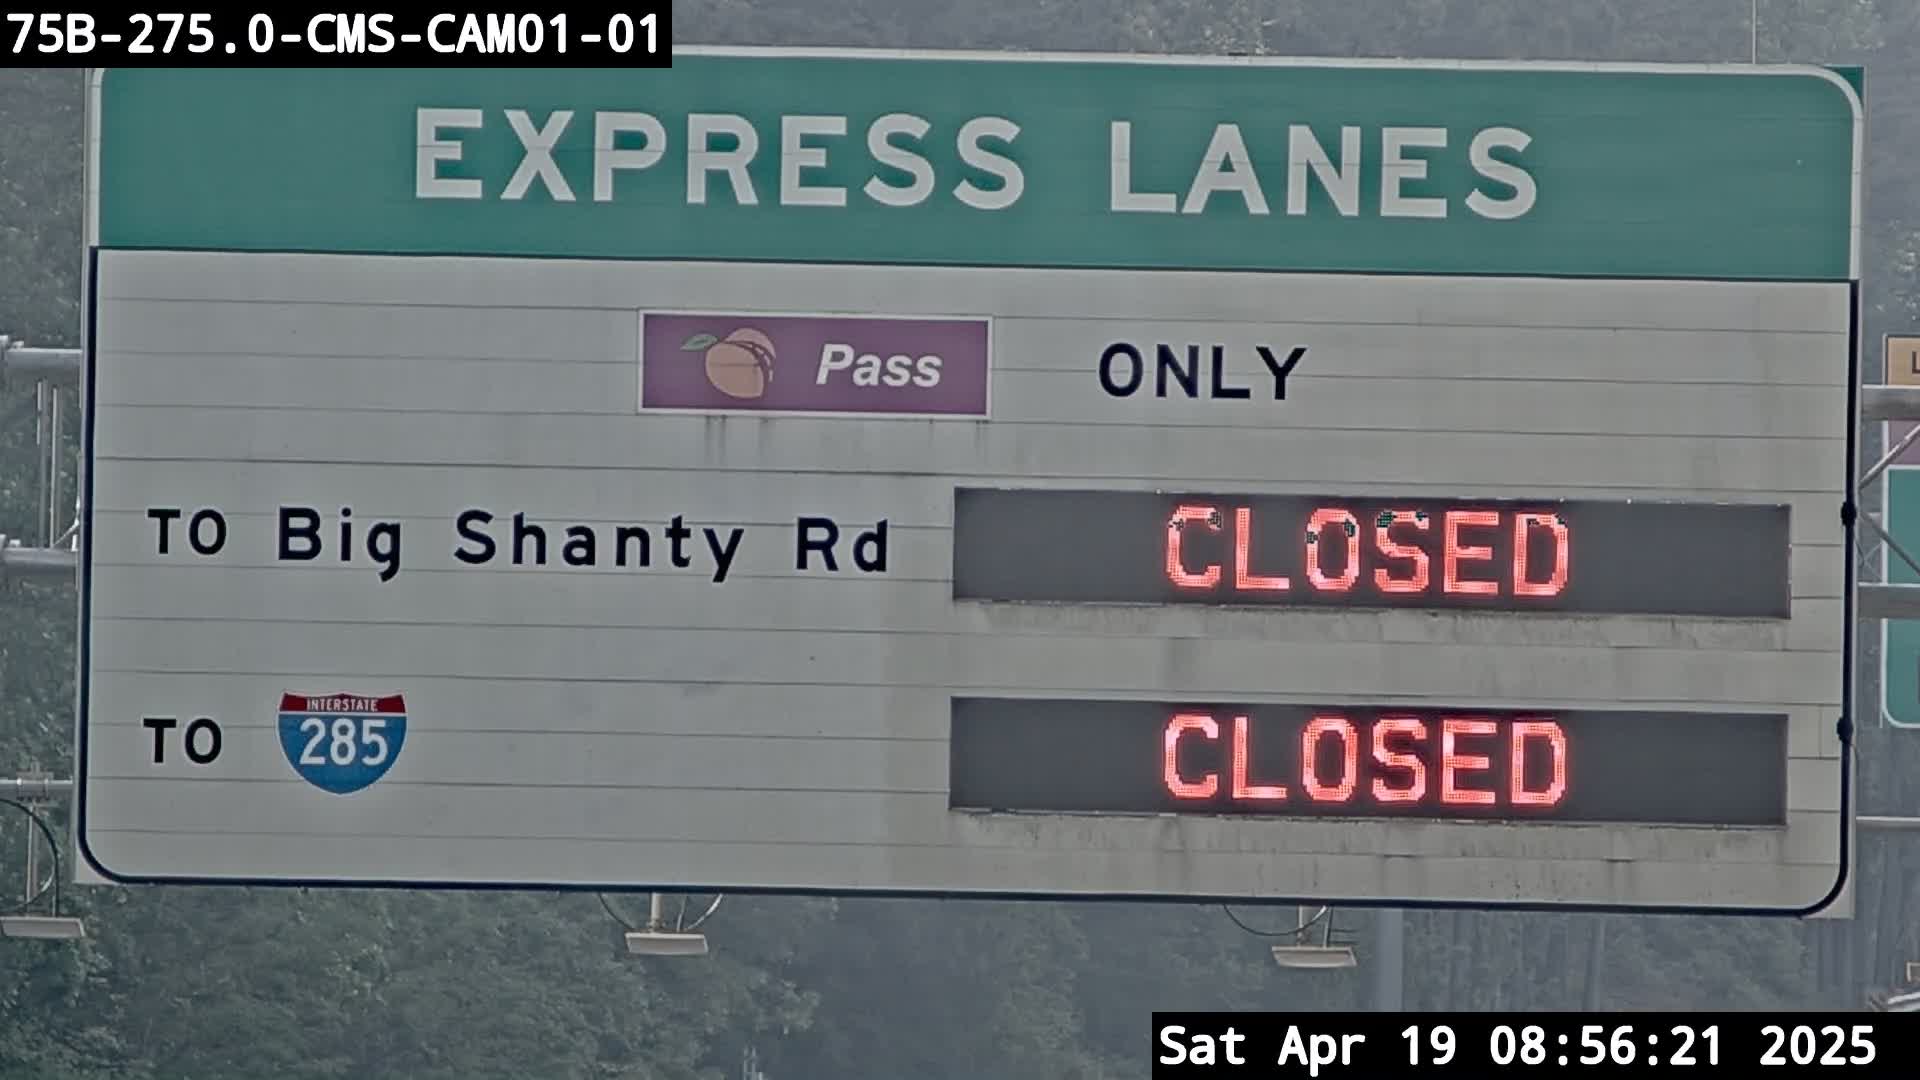 75B-275.0-CMS-CAM01-01
EXPRESS LANES
Pass ONLY
TO Big Shanty Rd CLOSED
TO INTERSTATE 285 CLOSED
Sat Apr 19 08:56:21 2025